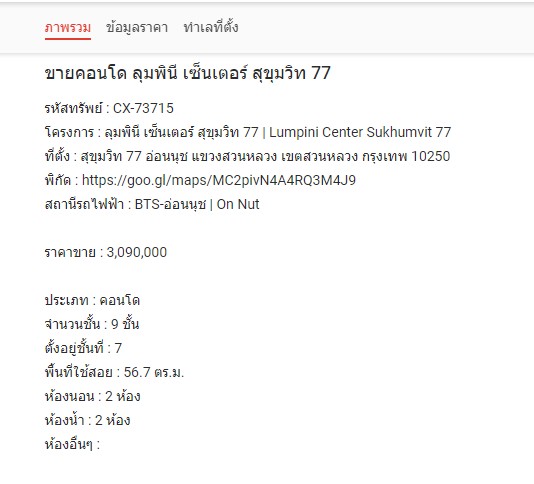 ภาพรวม ข้อมูลราคา ทำเลที่ตั้ง
ขายคอนโด ลุมพินี เซ็นเตอร์ สุขุมวิท 77
รหัสทรัพย์ : CX-73715
โครงการ : ลุมพินี เซ็นเตอร์ สุขุมวิท 77 | Lumpini Center Sukhumvit 77
ที่ตั้ง : สุขุมวิท 77 อ่อนนุช แขวงสวนหลวง เขตสวนหลวง กรุงเทพ 10250
พิกัด : https://goo.gl/maps/MC2pivN4A4RQ3M4J9
สถานีรถไฟฟ้า : BTS-อ่อนนุช | On Nut
ราคาขาย : 3,090,000
ประเภท : คอนโด
จำนวนชั้น : 9 ชั้น
ตั้งอยู่ชั้นที่ : 7
พื้นที่ใช้สอย : 56.7 ตร.ม.
ห้องนอน : 2 ห้อง
ห้องน้ำ : 2 ห้อง
ห้องอื่นๆ :